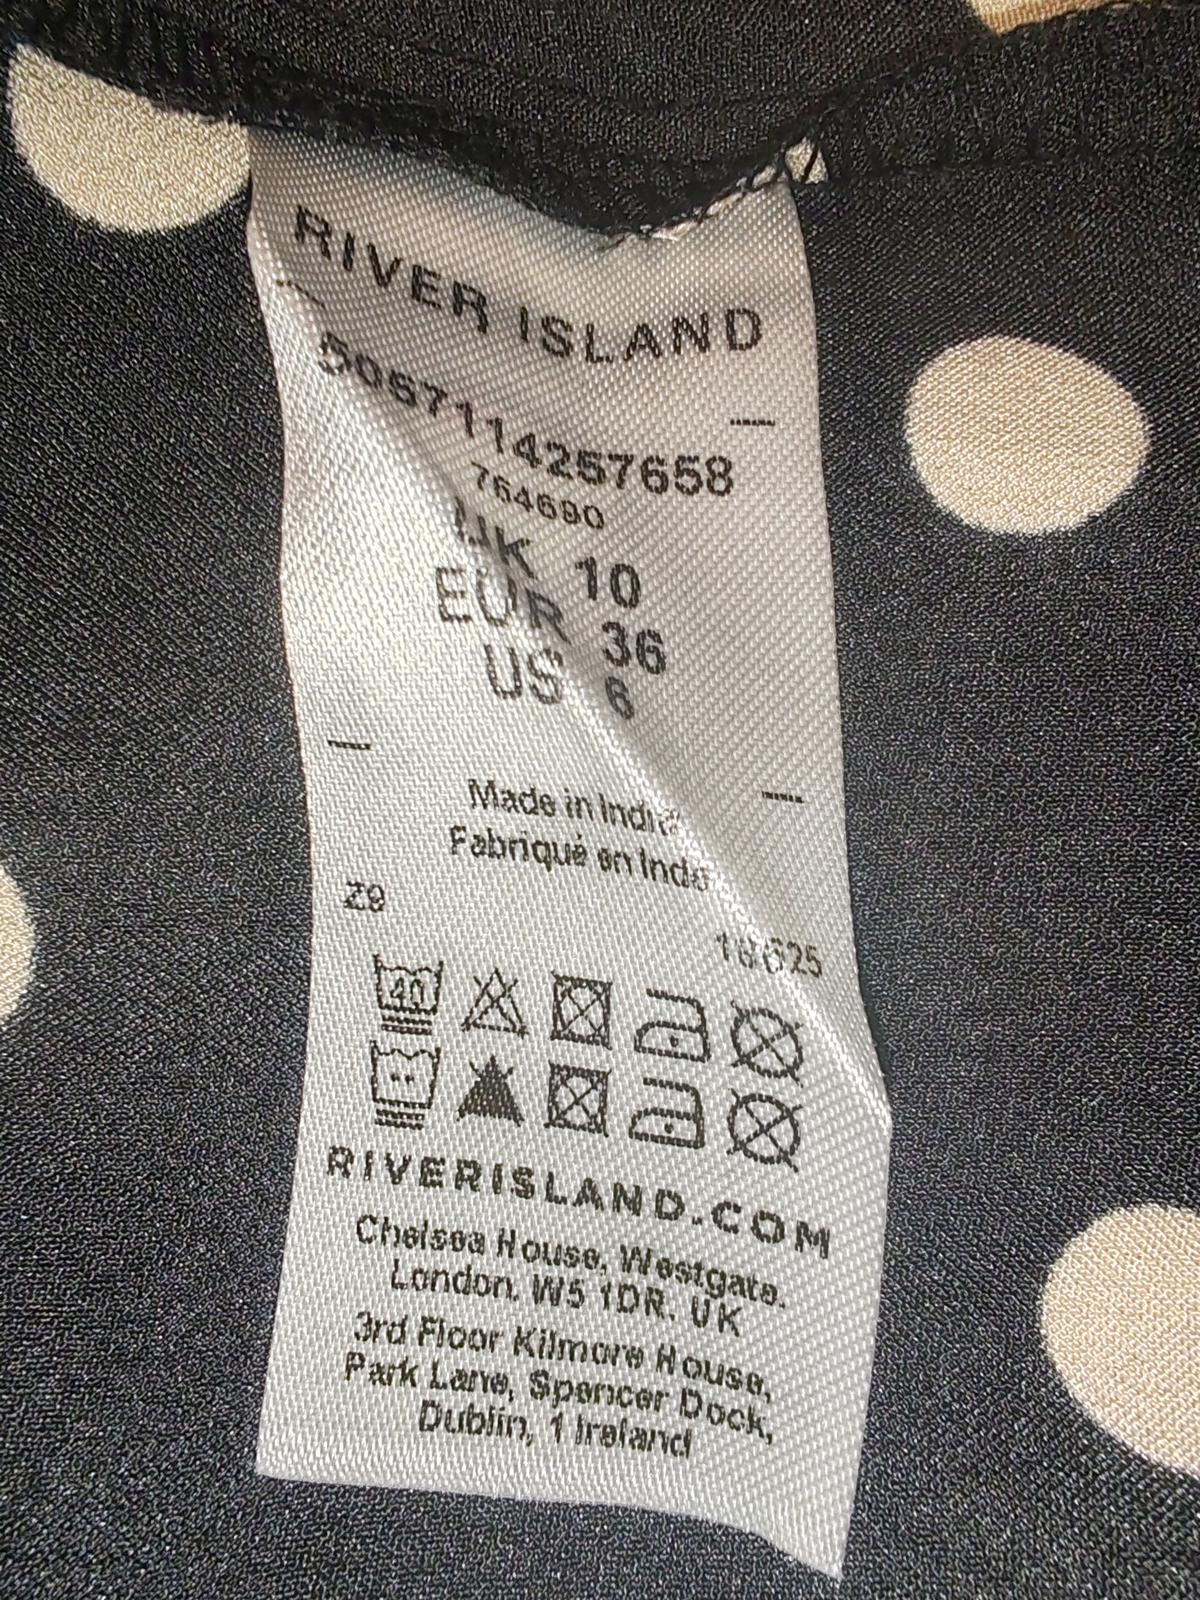 RIVER ISLAND
5057114257658
764690
UK 10
EUR 36
US 6
Made in India
Fabriqué en Inde
Z9
40
RIVERISLAND.COM
Chelsea House, Westgate.
London. W5 1DR. UK
3rd Floor Kilmore House,
Park Lane, Spencer Dock,
Dublin, 1 Ireland